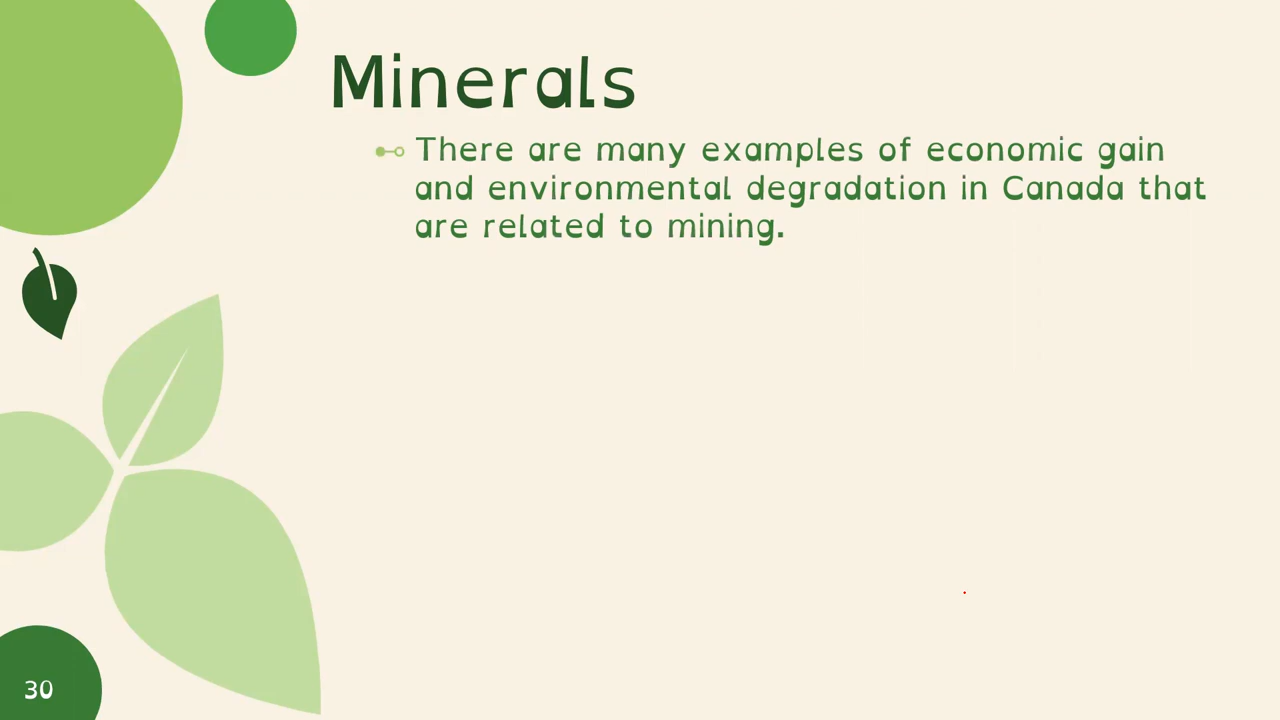 Minerals
There are many examples of economic gain
and environmental degradation in Canada that
are related to mining.
30